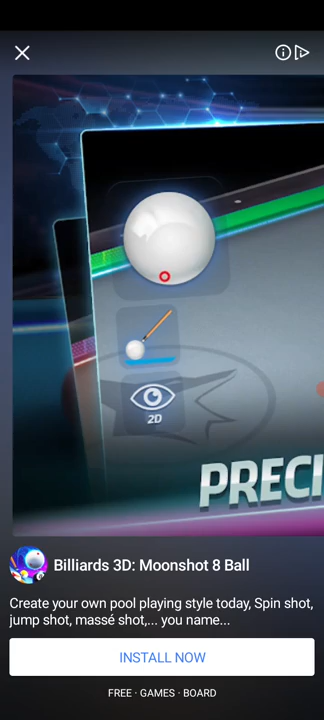 2D
PRECI
Billiards 3D: Moonshot 8 Ball
Create your own pool playing style today, Spin shot,
jump shot, massé shot,... you name...
INSTALL NOW
FREE · GAMES · BOARD